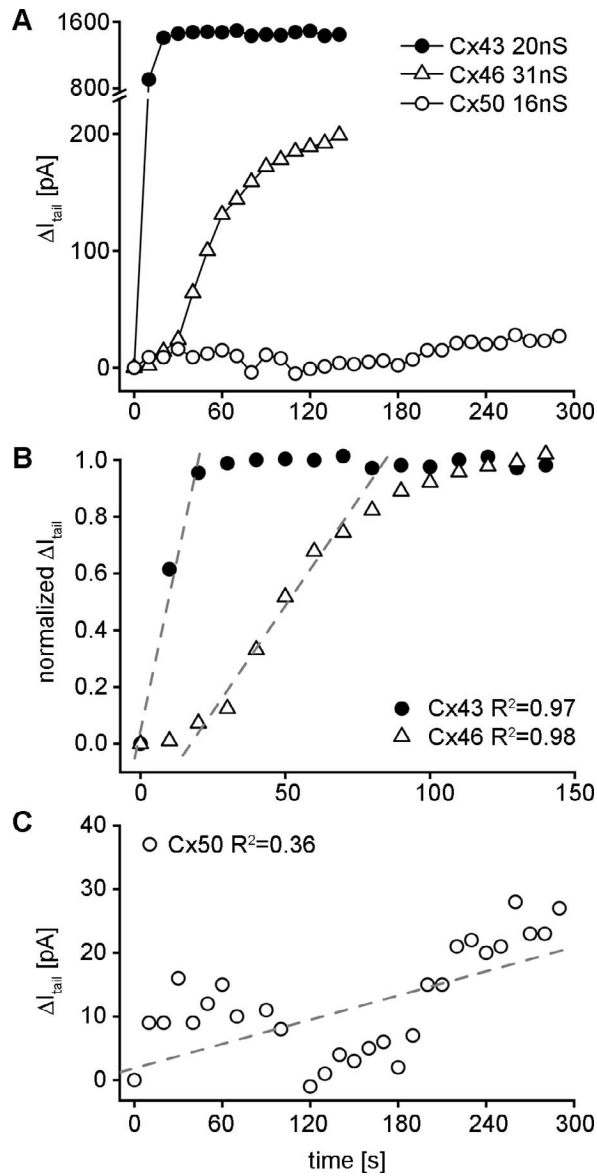 A
1600
800
200
100
0
ΔI_tail [pA]
● Cx43 20nS
△ Cx46 31nS
○ Cx50 16nS
0 60 120 180 240 300
B
1.0
0.8
0.6
0.4
0.2
0.0
normalized ΔI_tail
● Cx43 R²=0.97
△ Cx46 R²=0.98
0 50 100 150
C
40
30
20
10
0
ΔI_tail [pA]
○ Cx50 R²=0.36
0 60 120 180 240 300
time [s]